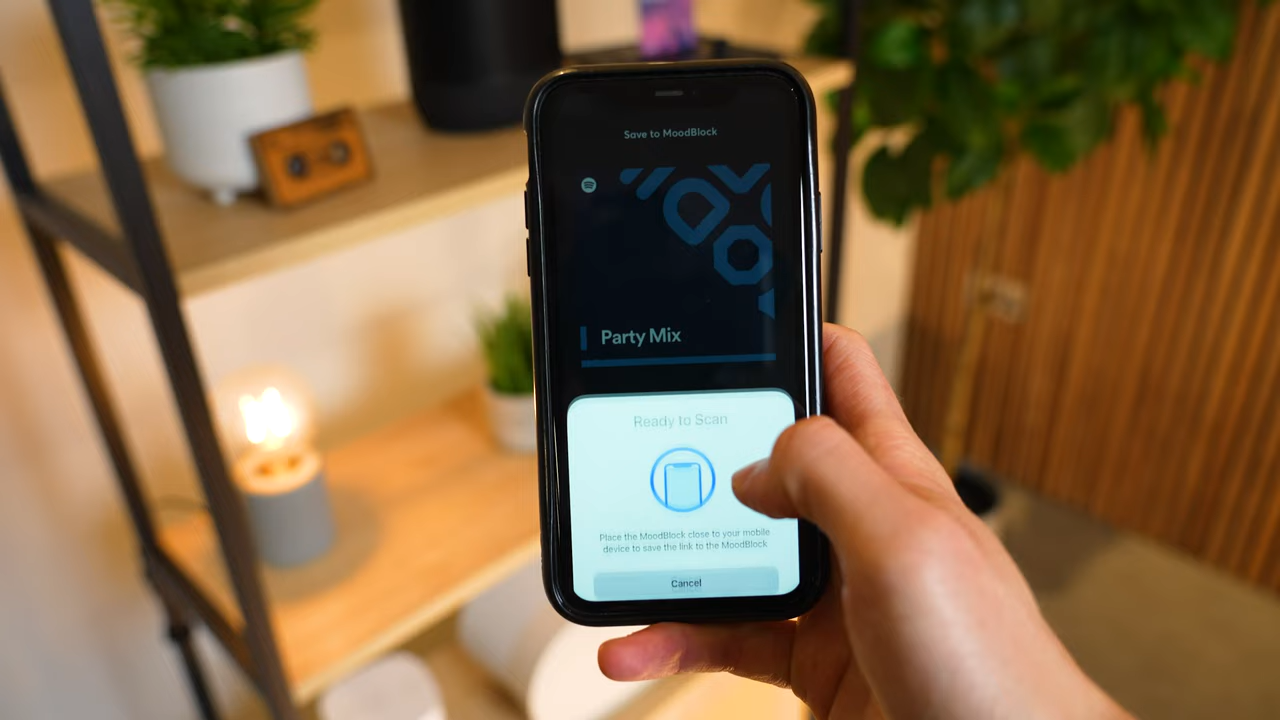 Save to MoodBlock
Party Mix
Ready to Scan
Place the MoodBlock close to your mobile
device to save the link to the MoodBlock
Cancel